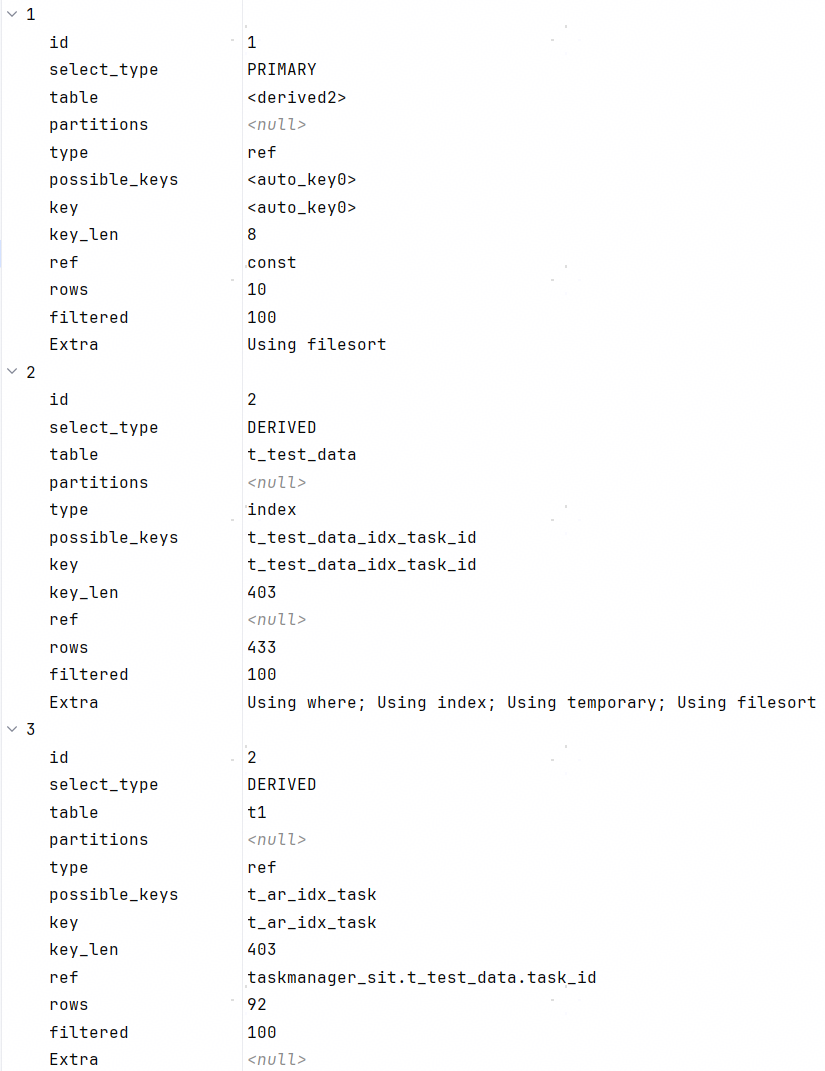 1
id 1
select_type PRIMARY
table <derived2>
partitions <null>
type ref
possible_keys <auto_key0>
key <auto_key0>
key_len 8
ref const
rows 10
filtered 100
Extra Using filesort
2
id 2
select_type DERIVED
table t_test_data
partitions <null>
type index
possible_keys t_test_data_idx_task_id
key t_test_data_idx_task_id
key_len 403
ref <null>
rows 433
filtered 100
Extra Using where; Using index; Using temporary; Using filesort
3
id 2
select_type DERIVED
table t1
partitions <null>
type ref
possible_keys t_ar_idx_task
key t_ar_idx_task
key_len 403
ref taskmanager_sit.t_test_data.task_id
rows 92
filtered 100
Extra <null>